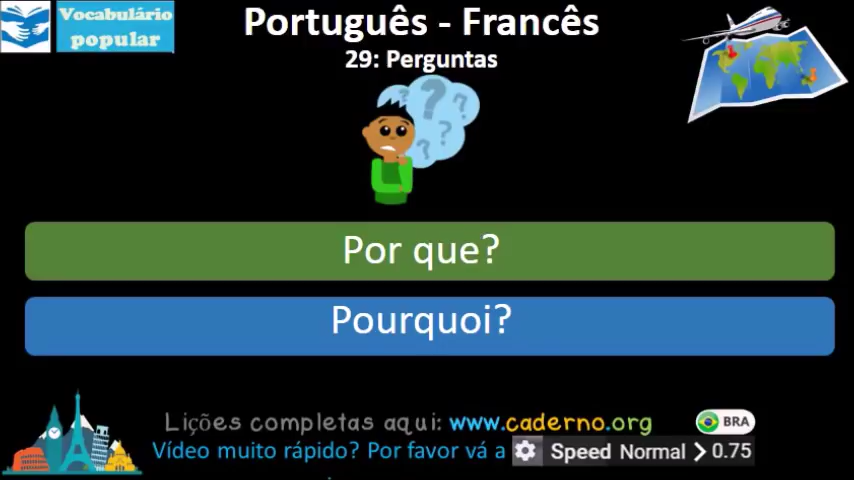 Vocabulário
popular
Português - Francês
29: Perguntas
Por que?
Pourquoi?
Lições completas aqui: www.caderno.org
BRA
Vídeo muito rápido? Por favor vá a Speed Normal > 0.75